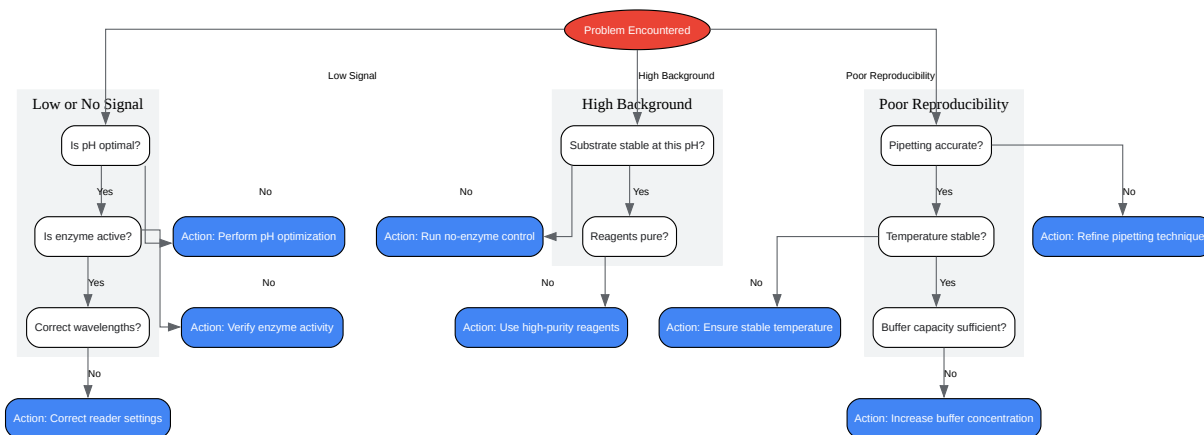 Problem Encountered
Low Signal
High Background
Poor Reproducibility
Low or No Signal
High Background
Poor Reproducibility
Is pH optimal?
Substrate stable at this pH?
Pipetting accurate?
Yes
No
No
Yes
Yes
No
Is enzyme active?
Action: Perform pH optimization
Action: Run no-enzyme control
Reagents pure?
Temperature stable?
Action: Refine pipetting technique
Yes
No
No
No
Yes
Correct wavelengths?
Action: Verify enzyme activity
Action: Use high-purity reagents
Action: Ensure stable temperature
Buffer capacity sufficient?
No
No
Action: Correct reader settings
Action: Increase buffer concentration